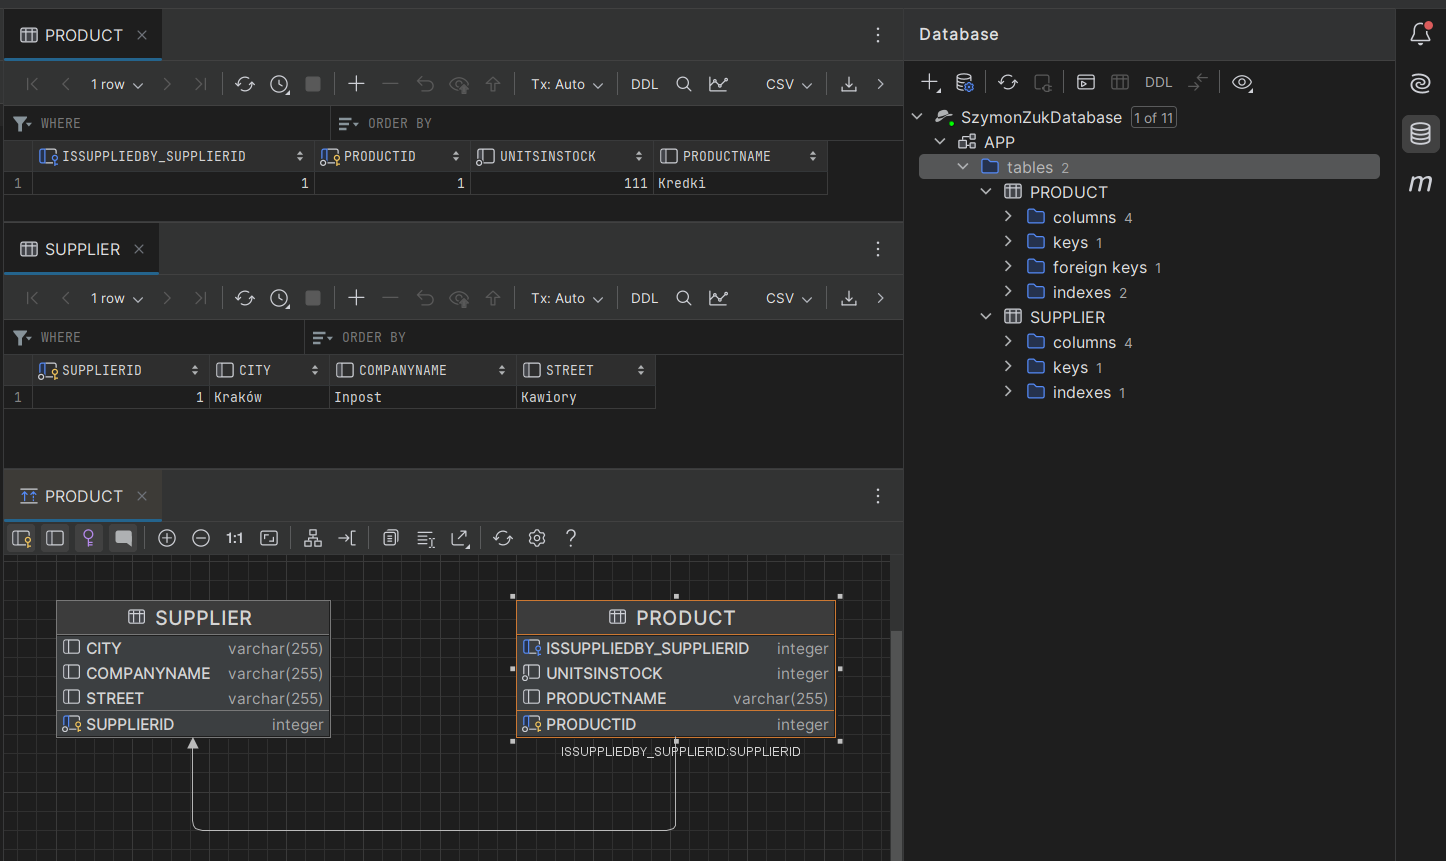 PRODUCT
1 row Tx: Auto DDL CSV
WHERE ORDER BY
ISSUPPLIEDBY_SUPPLIERID PRODUCTID UNITSINSTOCK PRODUCTNAME
1 1 1 111 Kredki
SUPPLIER
1 row Tx: Auto DDL CSV
WHERE ORDER BY
SUPPLIERID CITY COMPANYNAME STREET
1 1 Kraków Inpost Kawiory
PRODUCT
1:1 ?
SUPPLIER
CITY varchar(255)
COMPANYNAME varchar(255)
STREET varchar(255)
SUPPLIERID integer
PRODUCT
ISSUPPLIEDBY_SUPPLIERID integer
UNITSINSTOCK integer
PRODUCTNAME varchar(255)
PRODUCTID integer
ISSUPPLIEDBY_SUPPLIERID:SUPPLIERID
Database
DDL
SzymonZukDatabase 1 of 11
APP
tables 2
PRODUCT
columns 4
keys 1
foreign keys 1
indexes 2
SUPPLIER
columns 4
keys 1
indexes 1
m